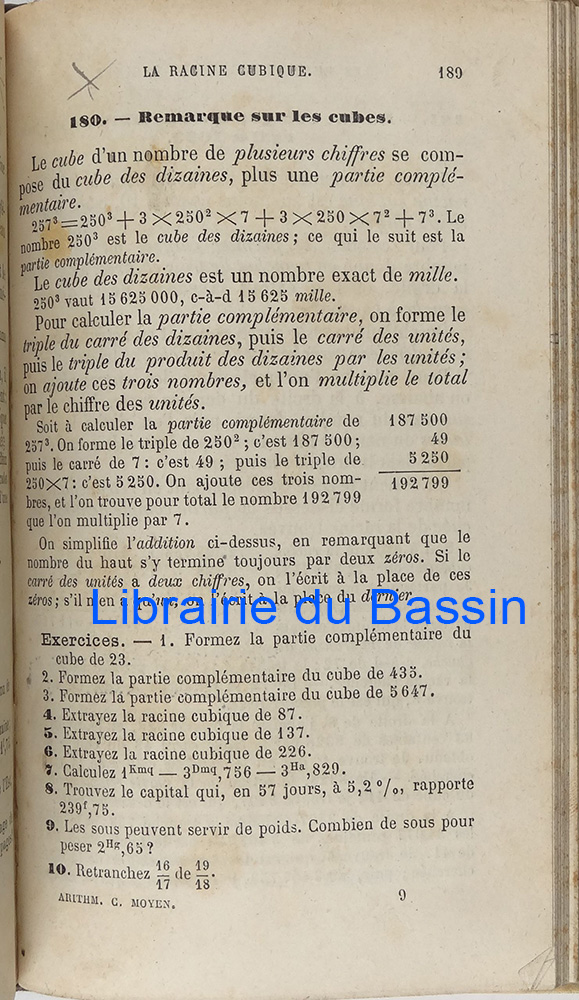 LA RACINE CUBIQUE. 189
180. — Remarque sur les cubes.
Le cube d'un nombre de plusieurs chiffres se com-
pose du cube des dizaines, plus une partie complé-
mentaire.
257³=250³+3×250²×7+3×250×7²+7³. Le
nombre 250³ est le cube des dizaines; ce qui le suit est la
partie complémentaire.
Le cube des dizaines est un nombre exact de mille.
250³ vaut 15 625 000, c-à-d 15 625 mille.
Pour calculer la partie complémentaire, on forme le
triple du carré des dizaines, puis le carré des unités,
puis le triple du produit des dizaines par les unités;
on ajoute ces trois nombres, et l'on multiplie le total
par le chiffre des unités.
Soit à calculer la partie complémentaire de
257³. On forme le triple de 250²; c'est 187 500;
puis le carré de 7: c'est 49; puis le triple de
250×7: c'est 5 250. On ajoute ces trois nom-
bres, et l'on trouve pour total le nombre 192 799
que l'on multiplie par 7.
187 500
49
5 250
192 799
On simplifie l'addition ci-dessus, en remarquant que le
nombre du haut s'y termine toujours par deux zéros. Si le
carré des unités a deux chiffres, on l'écrit à la place de ces
zéros; s'il n'en a qu'un, on l'écrit à la place du dernier
Librairie du Bassin
Exercices. — 1. Formez la partie complémentaire du
cube de 23.
2. Formez la partie complémentaire du cube de 435.
3. Formez la partie complémentaire du cube de 5 647.
4. Extrayez la racine cubique de 87.
5. Extrayez la racine cubique de 137.
6. Extrayez la racine cubique de 226.
7. Calculez 1ᴷᵐq — 3ᴰᵐq,756 — 3ᴴᵃ,829.
8. Trouvez le capital qui, en 57 jours, à 5,2 %, rapporte
239ᶠ,75.
9. Les sous peuvent servir de poids. Combien de sous pour
peser 2ᴴᵍ,65?
10. Retranchez 16/17 de 19/18.
ARITHM. C. MOYEN. 9